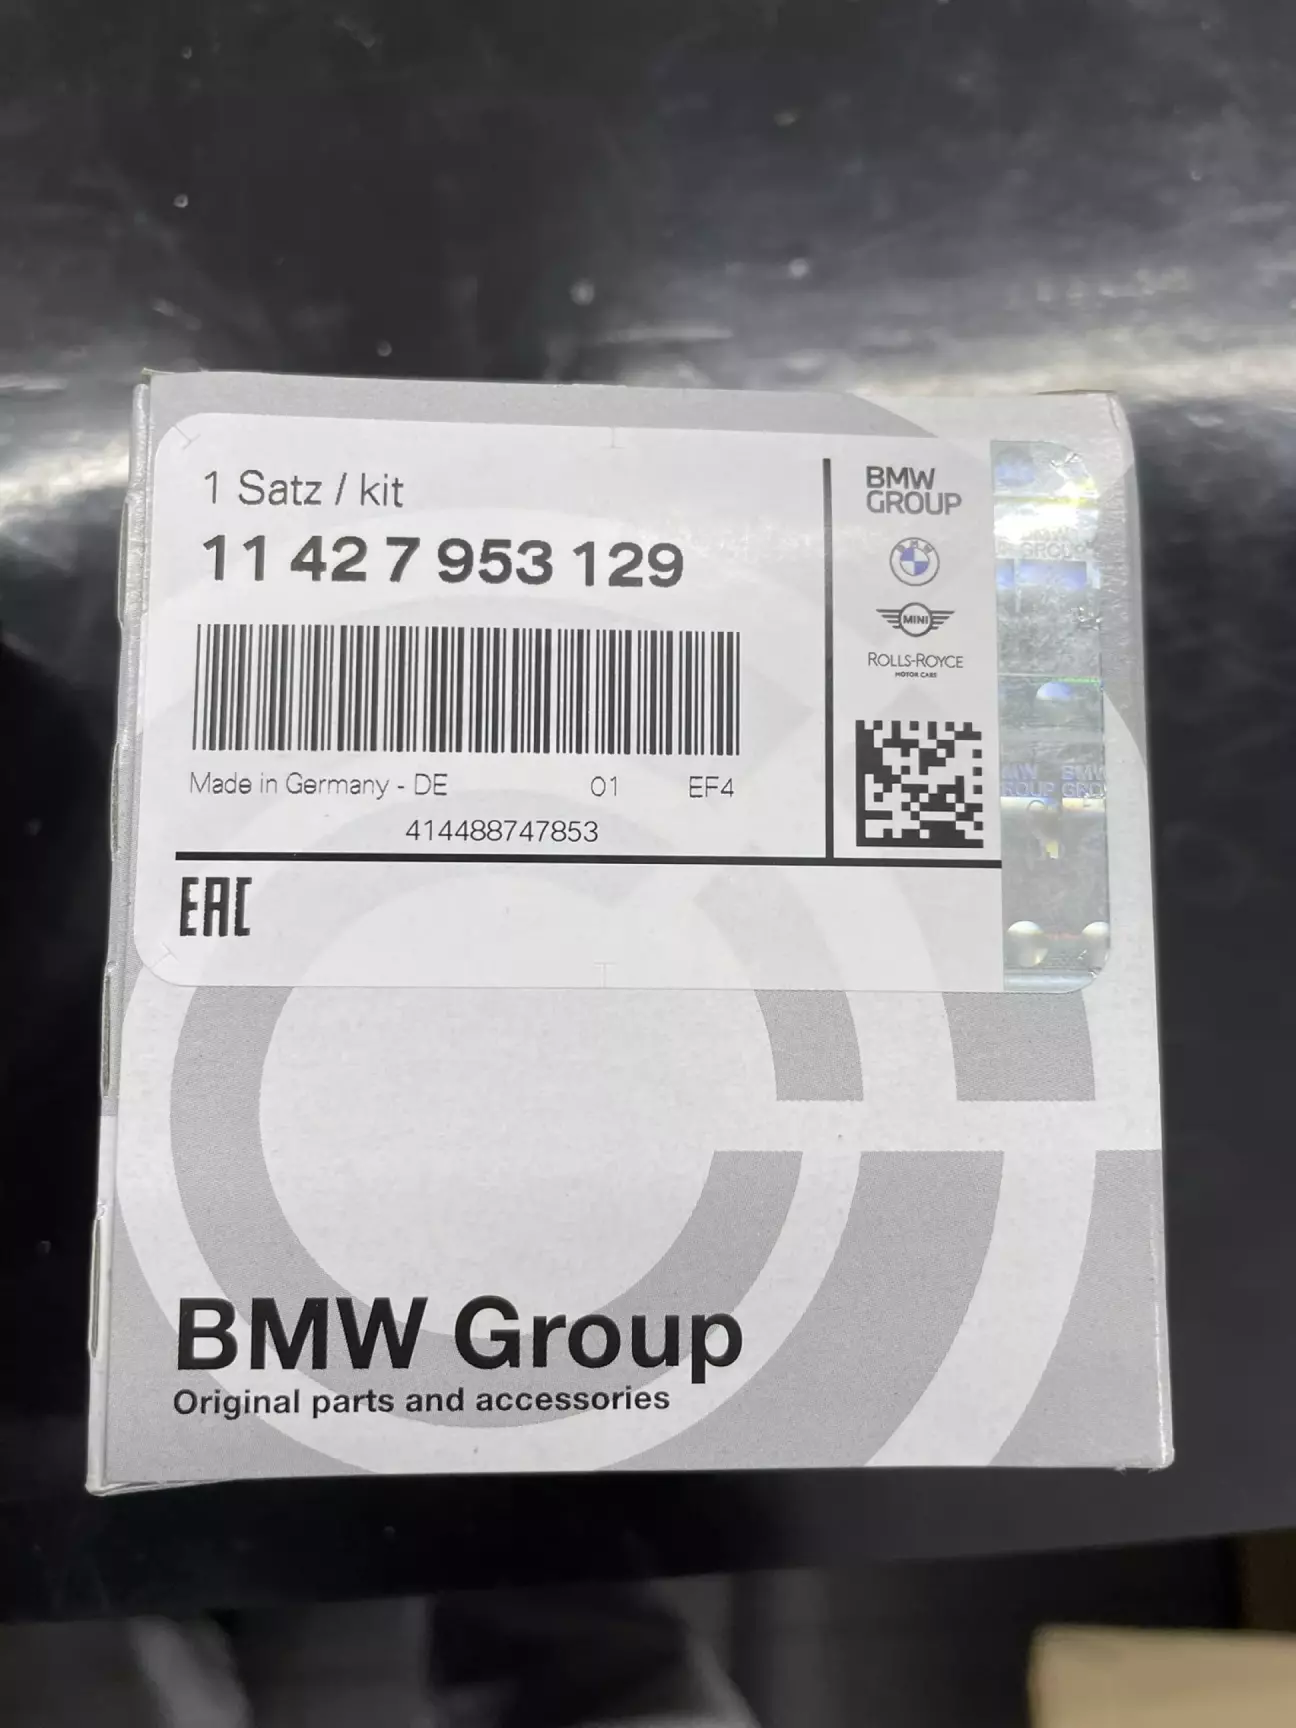 1 Satz / kit
11 42 7 953 129
Made in Germany - DE 01 EF4
414488747853
EAC
BMW
GROUP
MINI
ROLLS-ROYCE
MOTOR CARS
BMW Group
Original parts and accessories